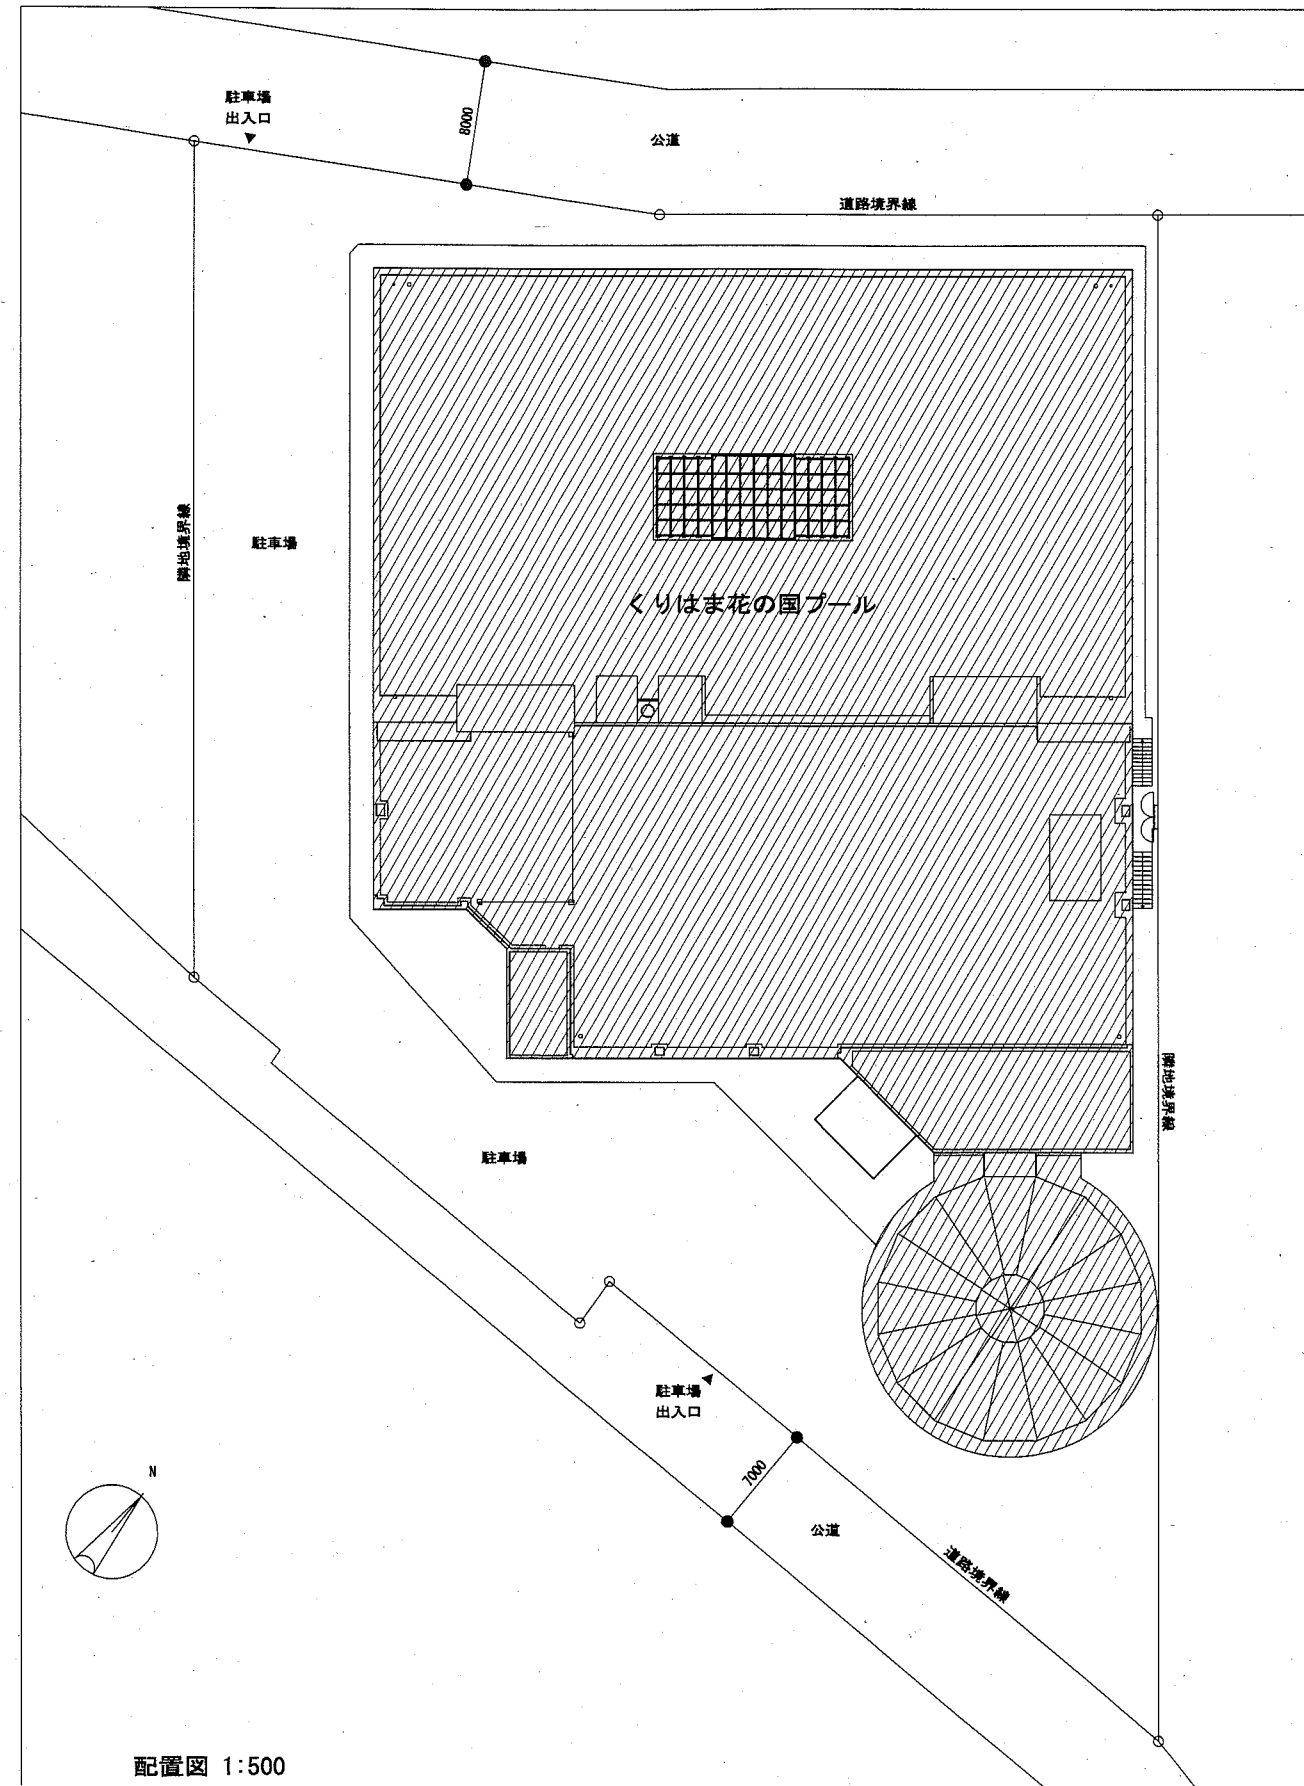 駐車場
出入口
8000
公道
道路境界線
隣地境界線
駐車場
くりはま花の国プール
隣地境界線
駐車場
駐車場
出入口
7000
公道
道路境界線
N
配置図 1:500